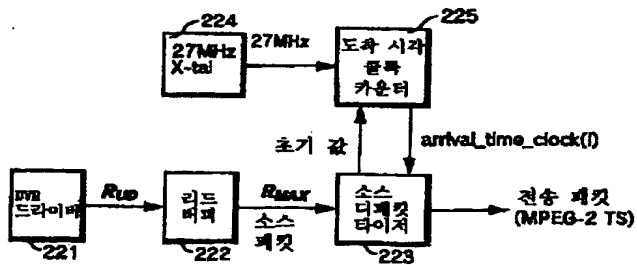 224
27MHz
X-tal
27MHz
225
도착 시각
클록
카운터
초기 값
arrival_time_clock(i)
DVR
드라이버
221
RUD
리드
버퍼
222
RMAX
소스
패킷
소스
디패킷
타이저
223
전송 패킷
(MPEG-2 TS)